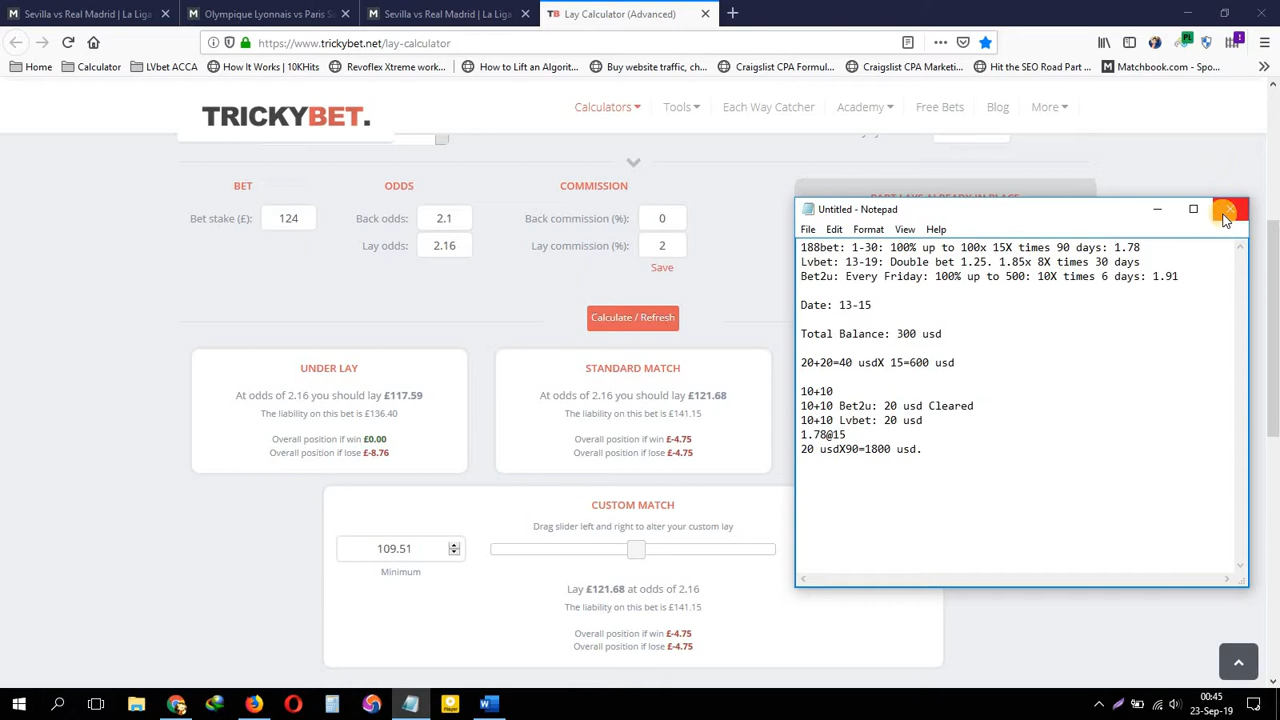 Sevilla vs Real Madrid | La Liga
Olympique Lyonnais vs Paris S
Sevilla vs Real Madrid | La Liga
Lay Calculator (Advanced)
https://www.trickybet.net/lay-calculator
Home
Calculator
LVbet ACCA
How It Works | 10KHits
Revoflex Xtreme work...
How to Lift an Algorit...
Buy website traffic, ch...
Craigslist CPA Formul...
Craigslist CPA Marketi...
Hit the SEO Road Part ...
Matchbook.com - Spo...
TRICKYBET.
Calculators
Tools
Each Way Catcher
Academy
Free Bets
Blog
More
BET
ODDS
COMMISSION
Bet stake (£): 124
Back odds: 2.1
Back commission (%): 0
Lay odds: 2.16
Lay commission (%): 2
Save
Calculate / Refresh
UNDER LAY
At odds of 2.16 you should lay £117.59
The liability on this bet is £136.40
Overall position if win £0.00
Overall position if lose £-8.76
STANDARD MATCH
At odds of 2.16 you should lay £121.68
The liability on this bet is £141.15
Overall position if win £-4.75
Overall position if lose £-4.75
CUSTOM MATCH
Drag slider left and right to alter your custom lay
109.51
Minimum
Lay £121.68 at odds of 2.16
The liability on this bet is £141.15
Overall position if win £-4.75
Overall position if lose £-4.75
PART LAYS ALREADY IN PLACE
Untitled - Notepad
File Edit Format View Help
188bet: 1-30: 100% up to 100x 15X times 90 days: 1.78
Lvbet: 13-19: Double bet 1.25. 1.85x 8X times 30 days
Bet2u: Every Friday: 100% up to 500: 10X times 6 days: 1.91
Date: 13-15
Total Balance: 300 usd
20+20=40 usdX 15=600 usd
10+10
10+10 Bet2u: 20 usd Cleared
10+10 Lvbet: 20 usd
1.78@15
20 usdX90=1800 usd.
00:45
23-Sep-19